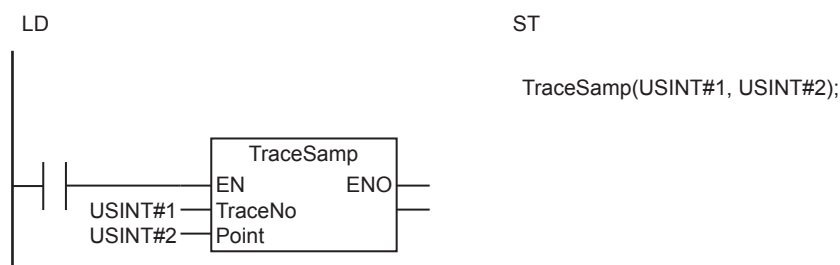 LD
ST
TraceSamp(USINT#1, USINT#2);
TraceSamp
EN ENO
USINT#1 TraceNo
USINT#2 Point